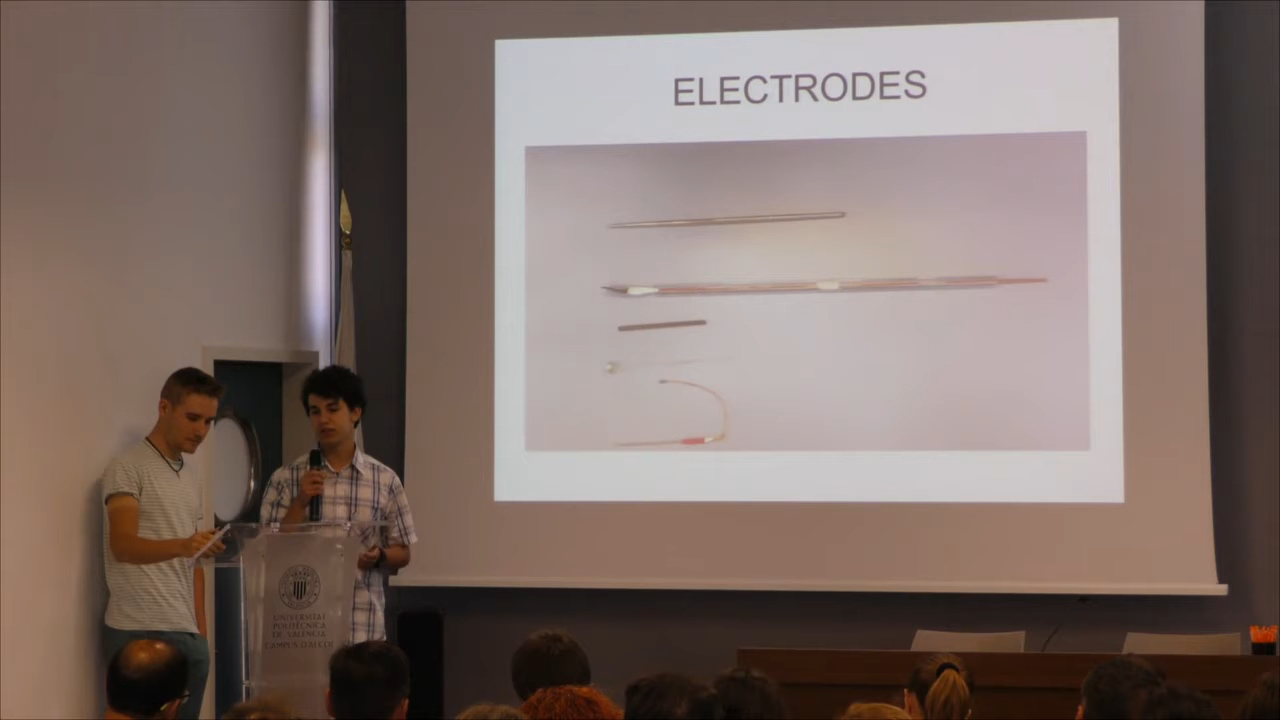 ELECTRODES
UNIVERSITAT
POLITÈCNICA
DE VALÈNCIA
CAMPUS D'ALCOI